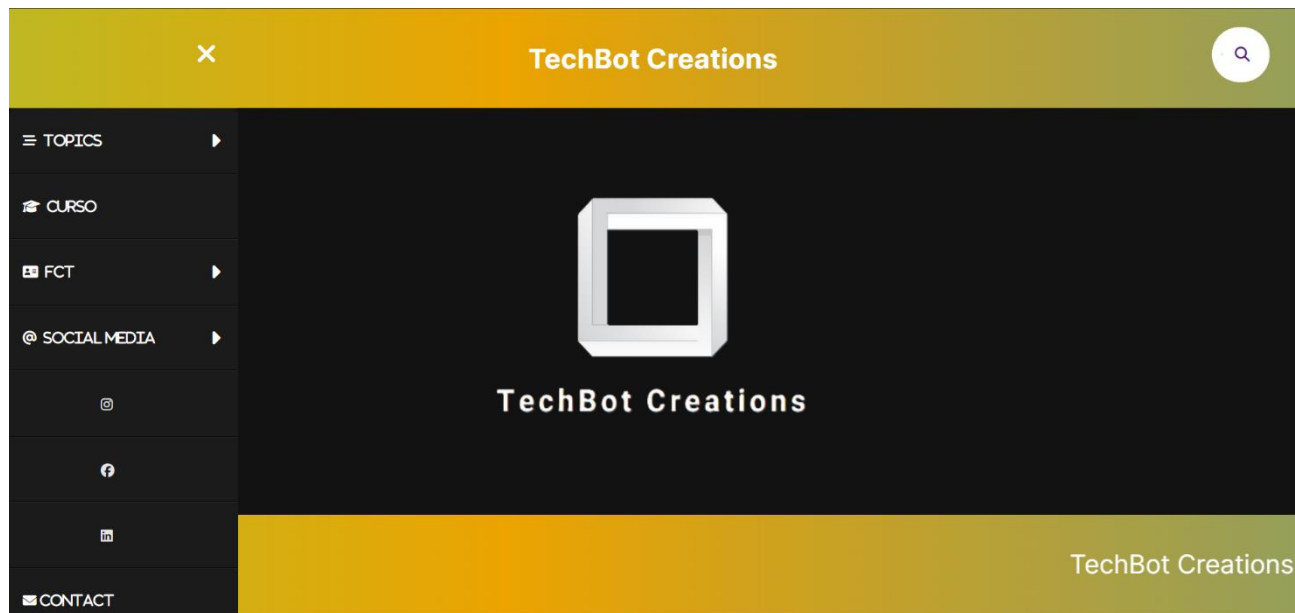 TechBot Creations
TOPICS
CURSO
FCT
@ SOCIAL MEDIA
CONTACT
TechBot Creations
TechBot Creations